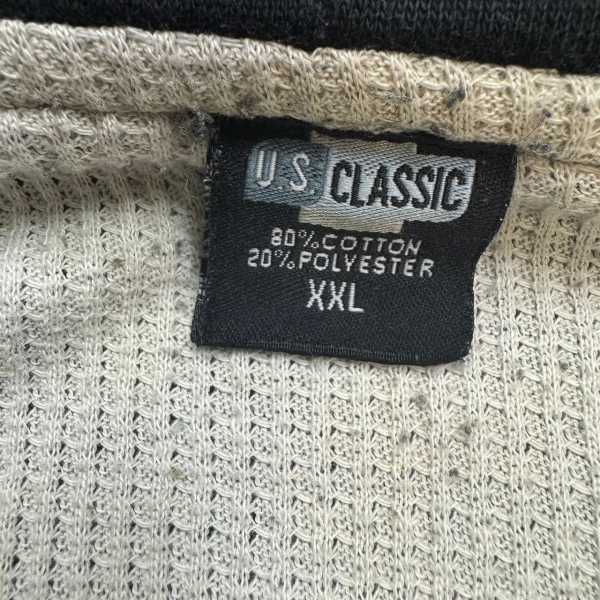 U.S. CLASSIC
80% COTTON
20% POLYESTER
XXL